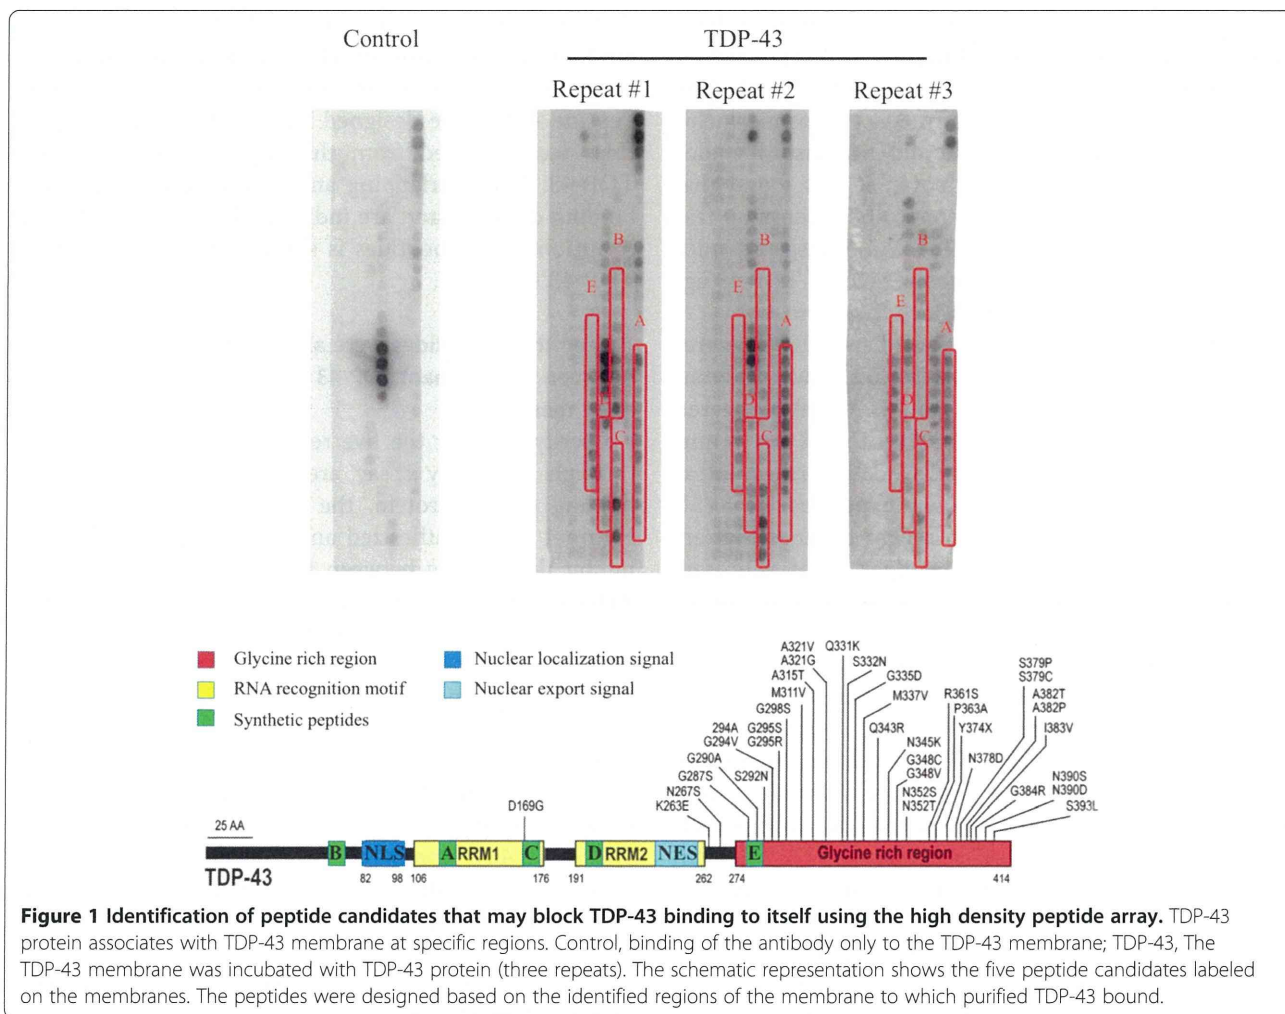 Control
TDP-43
Repeat #1
Repeat #2
Repeat #3
B
E
A
D
C
B
E
A
D
C
B
E
A
D
C
Glycine rich region
Nuclear localization signal
RNA recognition motif
Nuclear export signal
Synthetic peptides
A321V
Q331K
A321G
S332N
S379P
S379C
A315T
G335D
M311V
M337V
R361S
A382T
G298S
P363A
A382P
294A
G295S
Q343R
Y374X
I383V
G294V
G295R
N345K
G290A
G348C
N378D
G287S
S292N
G348V
N390S
N267S
N352S
G384R
N390D
K263E
D169G
N352T
S393L
25 AA
B
NLS
A
RRM1
C
D
RRM2
NES
E
Glycine rich region
TDP-43
82
98
106
176
191
262
274
414
Figure 1 Identification of peptide candidates that may block TDP-43 binding to itself using the high density peptide array. TDP-43
protein associates with TDP-43 membrane at specific regions. Control, binding of the antibody only to the TDP-43 membrane; TDP-43, The
TDP-43 membrane was incubated with TDP-43 protein (three repeats). The schematic representation shows the five peptide candidates labeled
on the membranes. The peptides were designed based on the identified regions of the membrane to which purified TDP-43 bound.